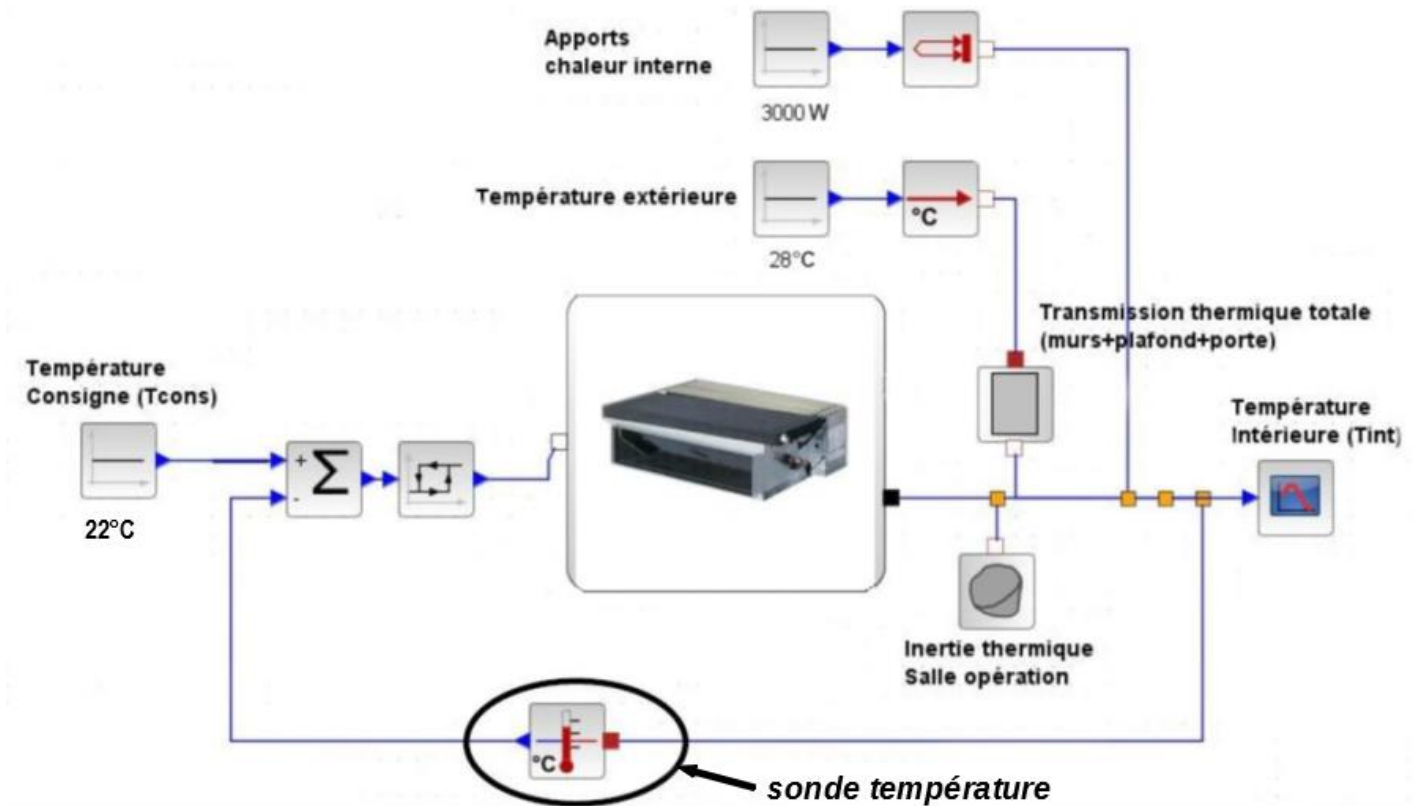 Apports
chaleur interne
3000 W
Température extérieure
°C
28°C
Transmission thermique totale
(murs+plafond+porte)
Température
Consigne (Tcons)
Température
Intérieure (Tint)
+
Σ
-
22°C
Inertie thermique
Salle opération
°C
sonde température